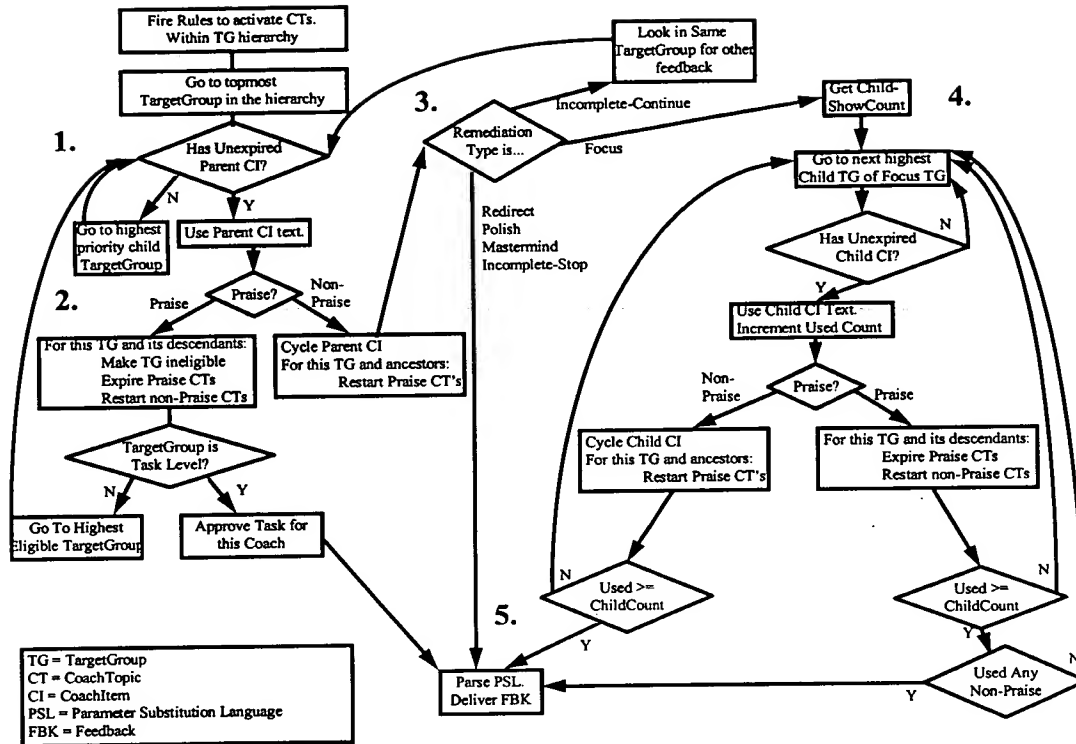 Fire Rules to activate CTs.
Within TG hierarchy
Go to topmost
TargetGroup in the hierarchy
1.
Has Unexpired
Parent CI?
N
Y
Go to highest
priority child
TargetGroup
Use Parent CI text.
2.
Praise?
Praise
Non-
Praise
For this TG and its descendants:
Make TG ineligible
Expire Praise CTs
Restart non-Praise CTs
Cycle Parent CI
For this TG and ancestors:
Restart Praise CT's
TargetGroup is
Task Level?
N
Y
Go To Highest
Eligible TargetGroup
Approve Task for
this Coach
3.
Look in Same
TargetGroup for other
feedback
Incomplete-Continue
Remediation
Type is...
Focus
Redirect
Polish
Mastermind
Incomplete-Stop
4.
Get Child-
ShowCount
Go to next highest
Child TG of Focus TG
N
Has Unexpired
Child CI?
Y
Use Child CI Text.
Increment Used Count
Non-
Praise
Praise?
Praise
Cycle Child CI
For this TG and ancestors:
Restart Praise CT's
For this TG and its descendants:
Expire Praise CTs
Restart non-Praise CTs
N
Used >=
ChildCount
Y
N
Used >=
ChildCount
Y
5.
Parse PSL.
Deliver FBK
Y
Used Any
Non-Praise
N
TG = TargetGroup
CT = CoachTopic
CI = CoachItem
PSL = Parameter Substitution Language
FBK = Feedback